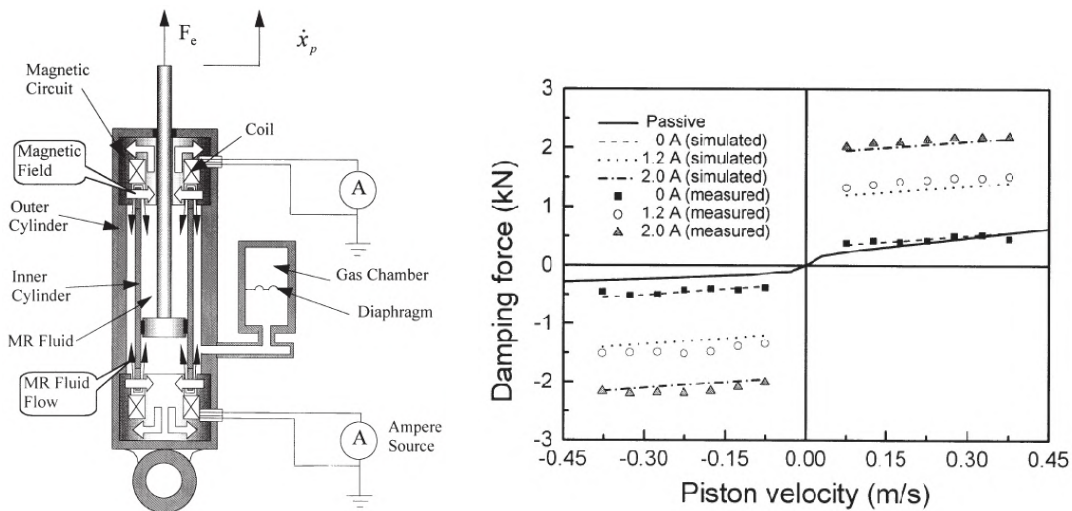 F_e
ẋ_p
Magnetic
Circuit
Coil
Magnetic
Field
A
Outer
Cylinder
Gas Chamber
Inner
Cylinder
Diaphragm
MR Fluid
MR Fluid
Flow
Ampere
Source
A
Damping force (kN)
3
2
1
0
-1
-2
-3
Passive
0 A (simulated)
1.2 A (simulated)
2.0 A (simulated)
0 A (measured)
1.2 A (measured)
2.0 A (measured)
-0.45 -0.30 -0.15 0.00 0.15 0.30 0.45
Piston velocity (m/s)